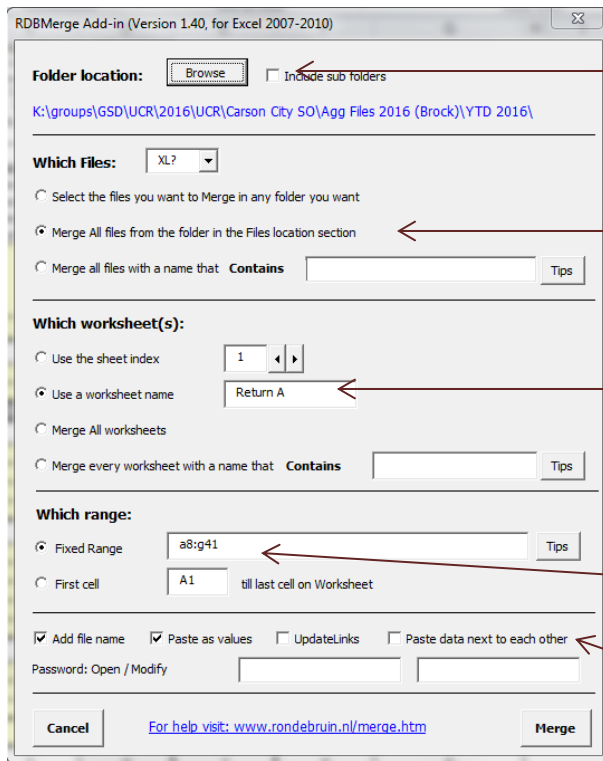 RDBMerge Add-in (Version 1.40, for Excel 2007-2010)
Folder location: Browse Include sub folders
K:\groups\GSD\UCR\2016\UCR\Carson City SO\Agg Files 2016 (Brock)\YTD 2016\
Which Files: XL?
Select the files you want to Merge in any folder you want
Merge All files from the folder in the Files location section
Merge all files with a name that Contains Tips
Which worksheet(s):
Use the sheet index 1
Use a worksheet name Return A
Merge All worksheets
Merge every worksheet with a name that Contains Tips
Which range:
Fixed Range a8:g41 Tips
First cell A1 till last cell on Worksheet
Add file name Paste as values UpdateLinks Paste data next to each other
Password: Open / Modify
Cancel For help visit: www.rondebruin.nl/merge.htm Merge